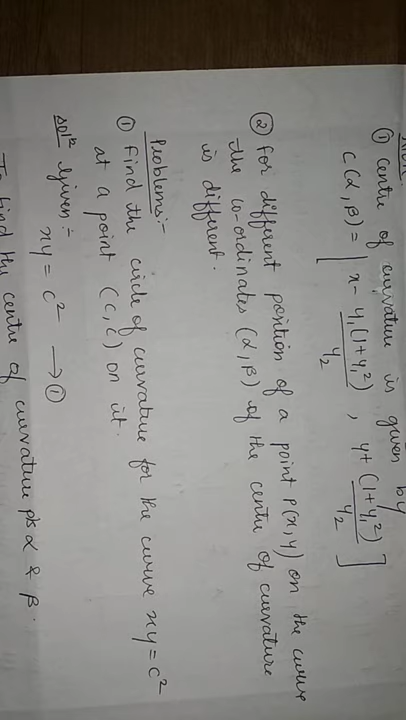 ① Centre of curvature is given by
C(α, β) = [ x - y₁(1+y₁²)/y₂ , y + (1+y₁²)/y₂ ]
② for different position of a point P(x,y) on the curve
the co-ordinates (α, β) of the centre of curvature
is different.
Problems:-
① Find the circle of curvature for the curve xy = c²
at a point (c, c) on it.
solⁿ Given:-
xy = c² → ①
To find the centre of curvature pts α & β.